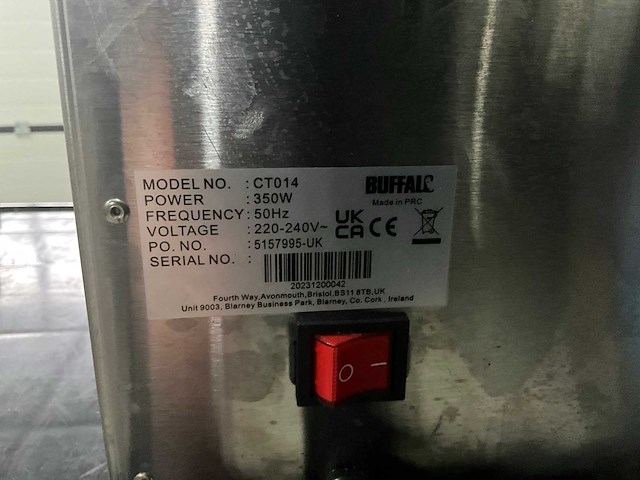 MODEL NO. : CT014
BUFFALO
POWER : 350W
Made in PRC
FREQUENCY : 50Hz
VOLTAGE : 220-240V~
UK CA CE
PO. NO. : 5157995-UK
SERIAL NO. :
20231200042
Fourth Way,Avonmouth,Bristol,BS11 8TB,UK
Unit 9003, Blarney Business Park, Blarney, Co. Cork , Ireland
O –